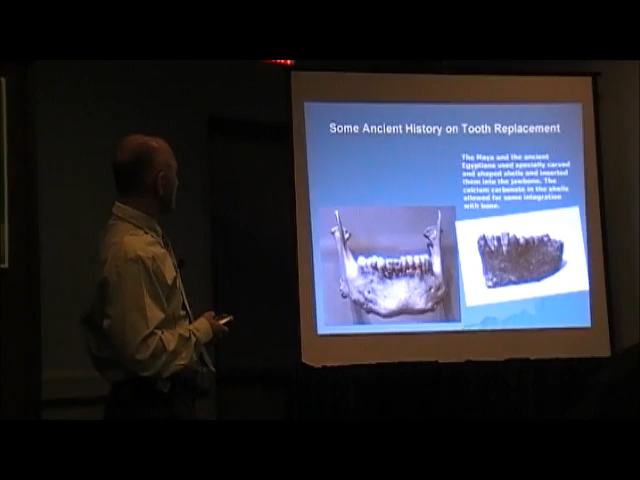 Some Ancient History on Tooth Replacement
The Maya and the ancient
Egyptians used specially carved
and shaped shells and inserted
them into the jawbone. The
calcium carbonate in the shells
allowed for some integration
with bone.